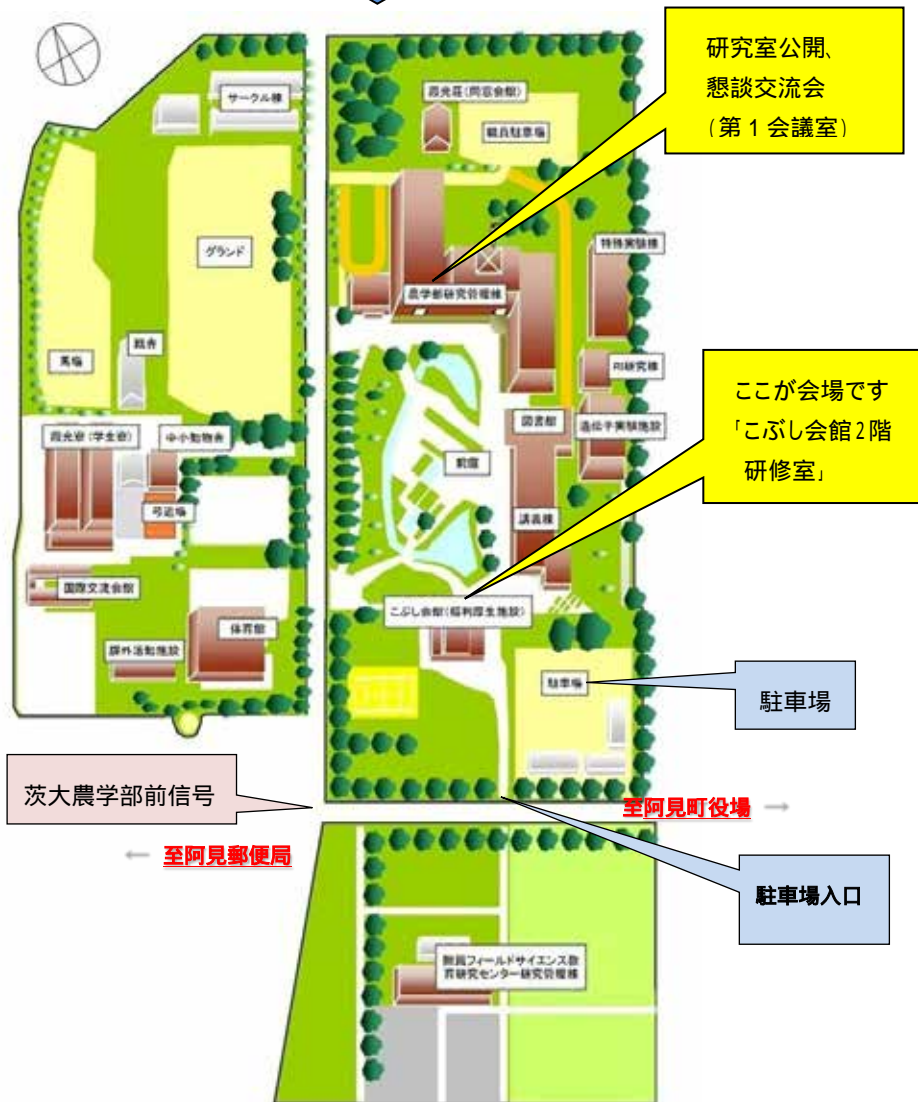 研究室公開、
懇談交流会
(第1会議室)
霞光荘(同窓会館)
サークル棟
職員駐車場
グランド
特殊実験棟
農学部研究管理棟
馬場
厩舎
RI研究棟
ここが会場です
「こぶし会館2階
研修室」
図書館
遺伝子実験施設
霞光寮(学生寮)
中小動物舎
前庭
弓道場
講義棟
国際交流会館
こぶし会館(福利厚生施設)
体育館
課外活動施設
駐車場
駐車場
茨大農学部前信号
至阿見町役場 →
← 至阿見郵便局
駐車場入口
附属フィールドサイエンス教
育研究センター研究管理棟